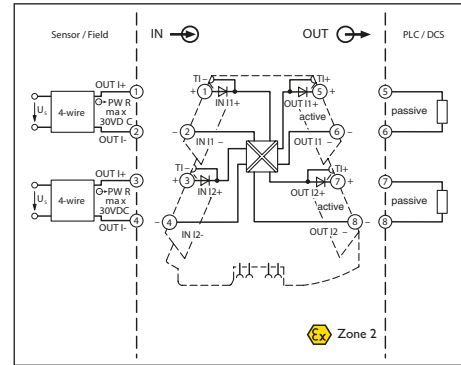 Sensor / Field
IN
OUT
PLC / DCS
TI–
TI+
OUT I+
1
1
+
IN I1+
OUT I1+
5
+
5
Us
4-wire
PW R
max
30VD C
active
passive
OUT I-
2
–
2
IN I1 –
OUT I1 –
6
–
6
TI–
TI+
OUT I+
3
+
3
IN I2+
OUT I2+
7
+
7
Us
4-wire
PW R
max
30VDC
active
passive
OUT I-
4
–
4
IN I2-
OUT I2 –
8
–
8
Ex
Zone 2